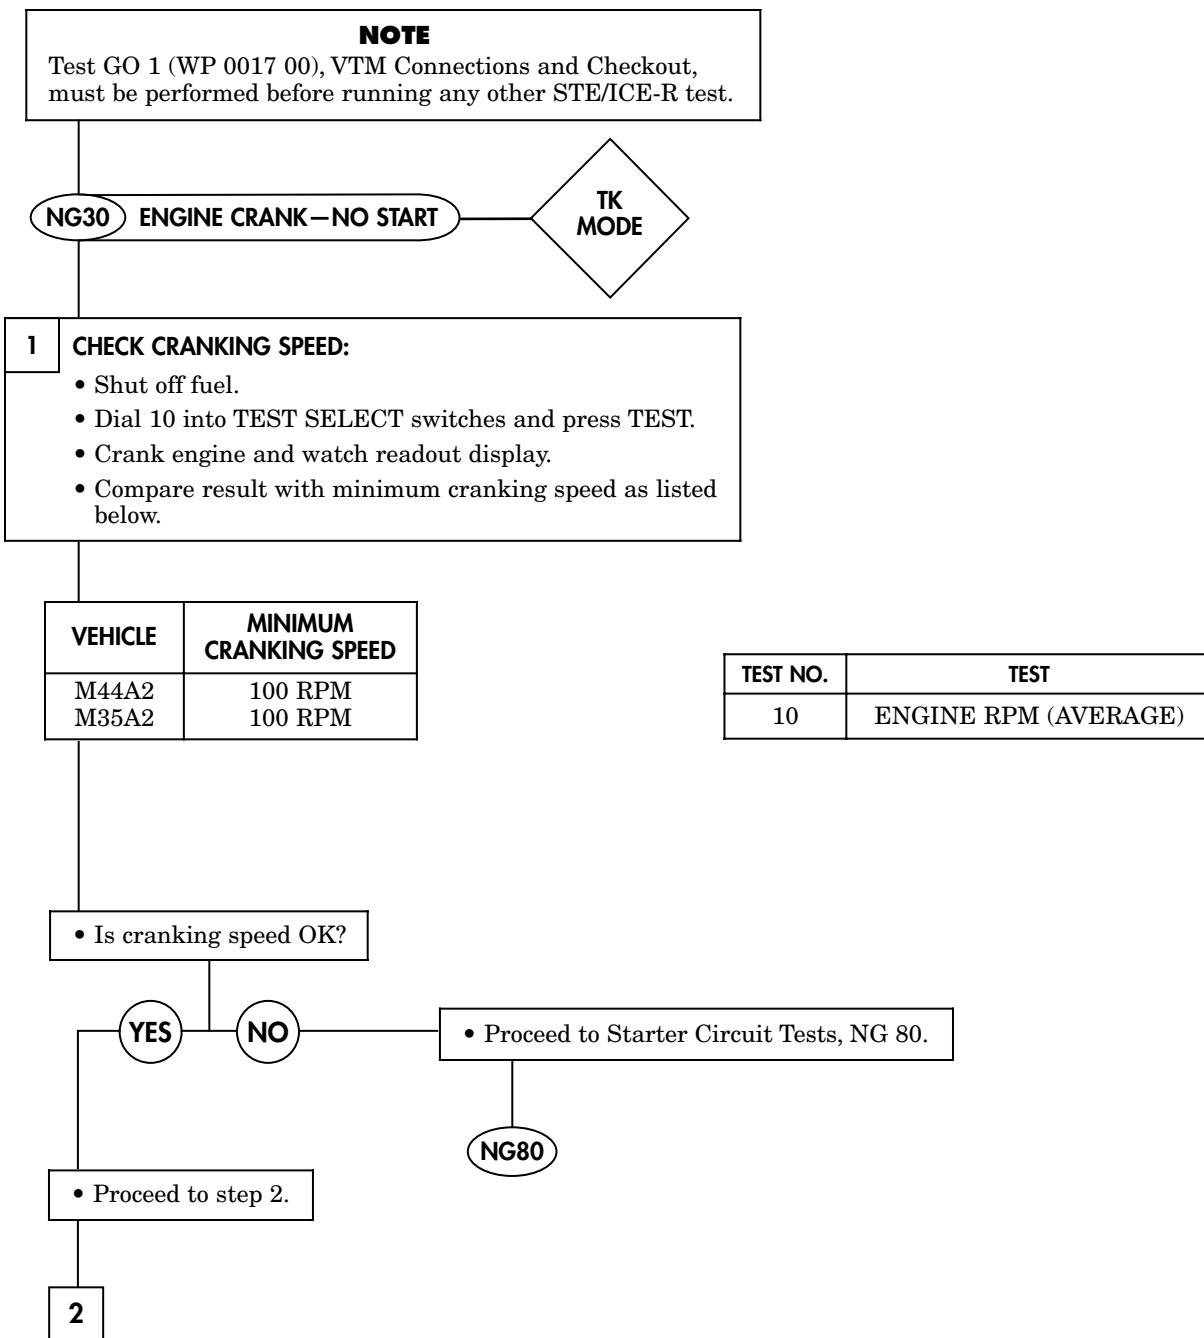 NOTE
Test GO 1 (WP 0017 00), VTM Connections and Checkout,
must be performed before running any other STE/ICE-R test.
NG30 ENGINE CRANK—NO START
TK
MODE
1 CHECK CRANKING SPEED:
• Shut off fuel.
• Dial 10 into TEST SELECT switches and press TEST.
• Crank engine and watch readout display.
• Compare result with minimum cranking speed as listed
below.
VEHICLE MINIMUM
CRANKING SPEED
M44A2 100 RPM
M35A2 100 RPM
TEST NO. TEST
10 ENGINE RPM (AVERAGE)
• Is cranking speed OK?
YES NO
• Proceed to Starter Circuit Tests, NG 80.
NG80
• Proceed to step 2.
2